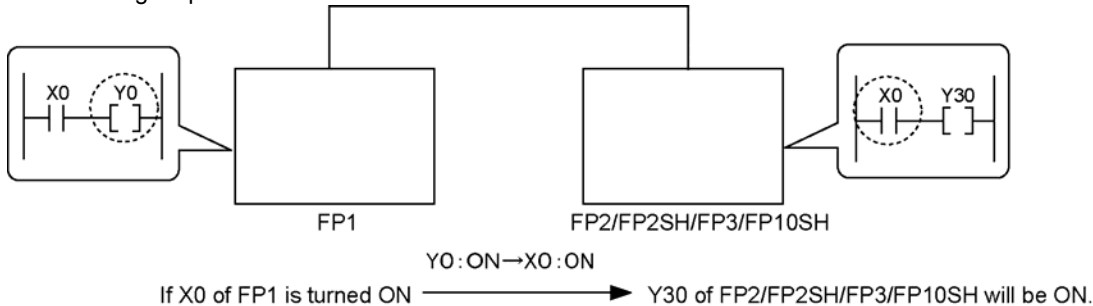 X0 Y0
X0 Y30
FP1 FP2/FP2SH/FP3/FP10SH
Y0:ON→X0:ON
If X0 of FP1 is turned ON Y30 of FP2/FP2SH/FP3/FP10SH will be ON.